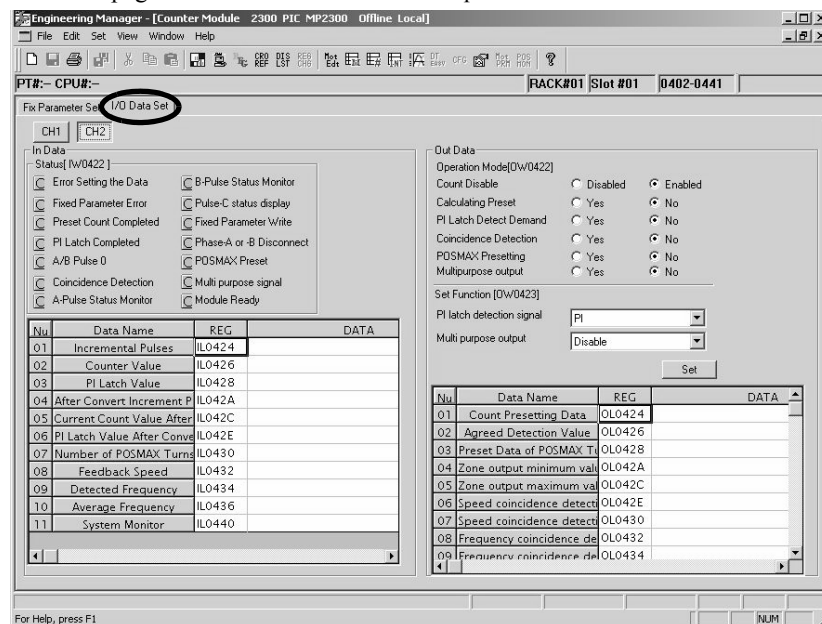 Engineering Manager - [Counter Module 2300 PIC MP2300 Offline Local]
File Edit Set View Window Help
PT#:– CPU#:– RACK#01 Slot #01 0402-0441
Fix Parameter Se I/O Data Set
CH1 CH2
In Data
Status[ IW0422 ]
C Error Setting the Data C B-Pulse Status Monitor
C Fixed Parameter Error C Pulse-C status display
C Preset Count Completed C Fixed Parameter Write
C PI Latch Completed C Phase-A or -B Disconnect
C A/B Pulse 0 C POSMAX Preset
C Coincidence Detection C Multi purpose signal
C A-Pulse Status Monitor C Module Ready
Nu Data Name REG DATA
01 Incremental Pulses IL0424
02 Counter Value IL0426
03 PI Latch Value IL0428
04 After Convert Increment P IL042A
05 Current Count Value After IL042C
06 PI Latch Value After Conve IL042E
07 Number of POSMAX Turns IL0430
08 Feedback Speed IL0432
09 Detected Frequency IL0434
10 Average Frequency IL0436
11 System Monitor IL0440
Out Data
Operation Mode[OW0422]
Count Disable Disabled Enabled
Calculating Preset Yes No
PI Latch Detect Demand Yes No
Coincidence Detection Yes No
POSMAX Presetting Yes No
Multipurpose output Yes No
Set Function [OW0423]
PI latch detection signal PI
Multi purpose output Disable
Set
Nu Data Name REG DATA
01 Count Presetting Data OL0424
02 Agreed Detection Value OL0426
03 Preset Data of POSMAX Tu OL0428
04 Zone output minimum valu OL042A
05 Zone output maximum val OL042C
06 Speed coincidence detecti OL042E
07 Speed coincidence detecti OL0430
08 Frequency coincidence de OL0432
09 Frequency coincidence de OL0434
For Help, press F1 NUM